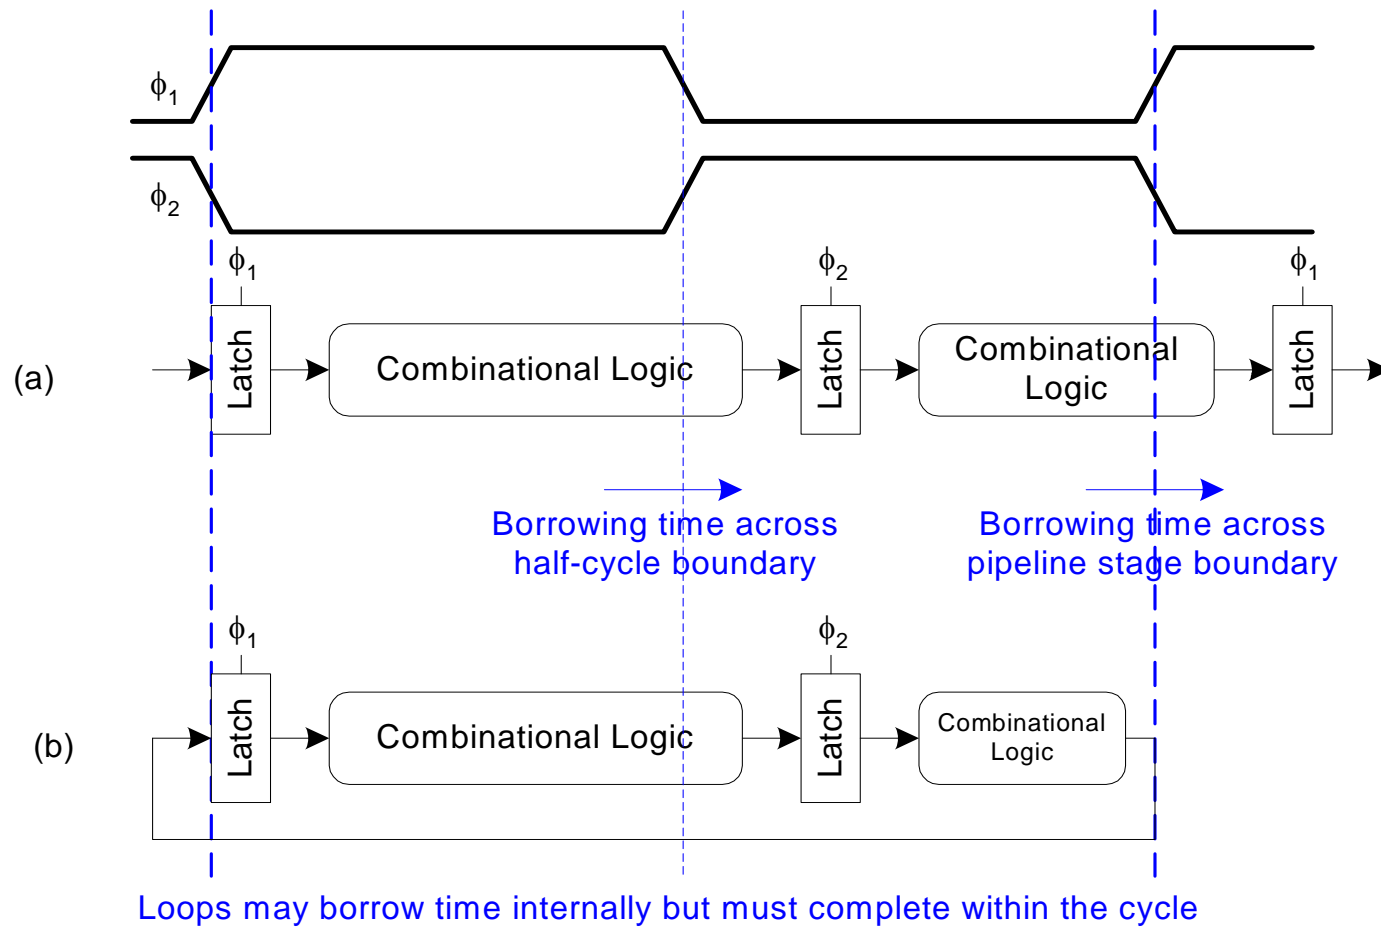 ϕ1
ϕ2
ϕ1
ϕ2
ϕ1
(a)
Latch
Combinational Logic
Latch
Combinational
Logic
Latch
Borrowing time across
half-cycle boundary
Borrowing time across
pipeline stage boundary
ϕ1
ϕ2
(b)
Latch
Combinational Logic
Latch
Combinational
Logic
Loops may borrow time internally but must complete within the cycle